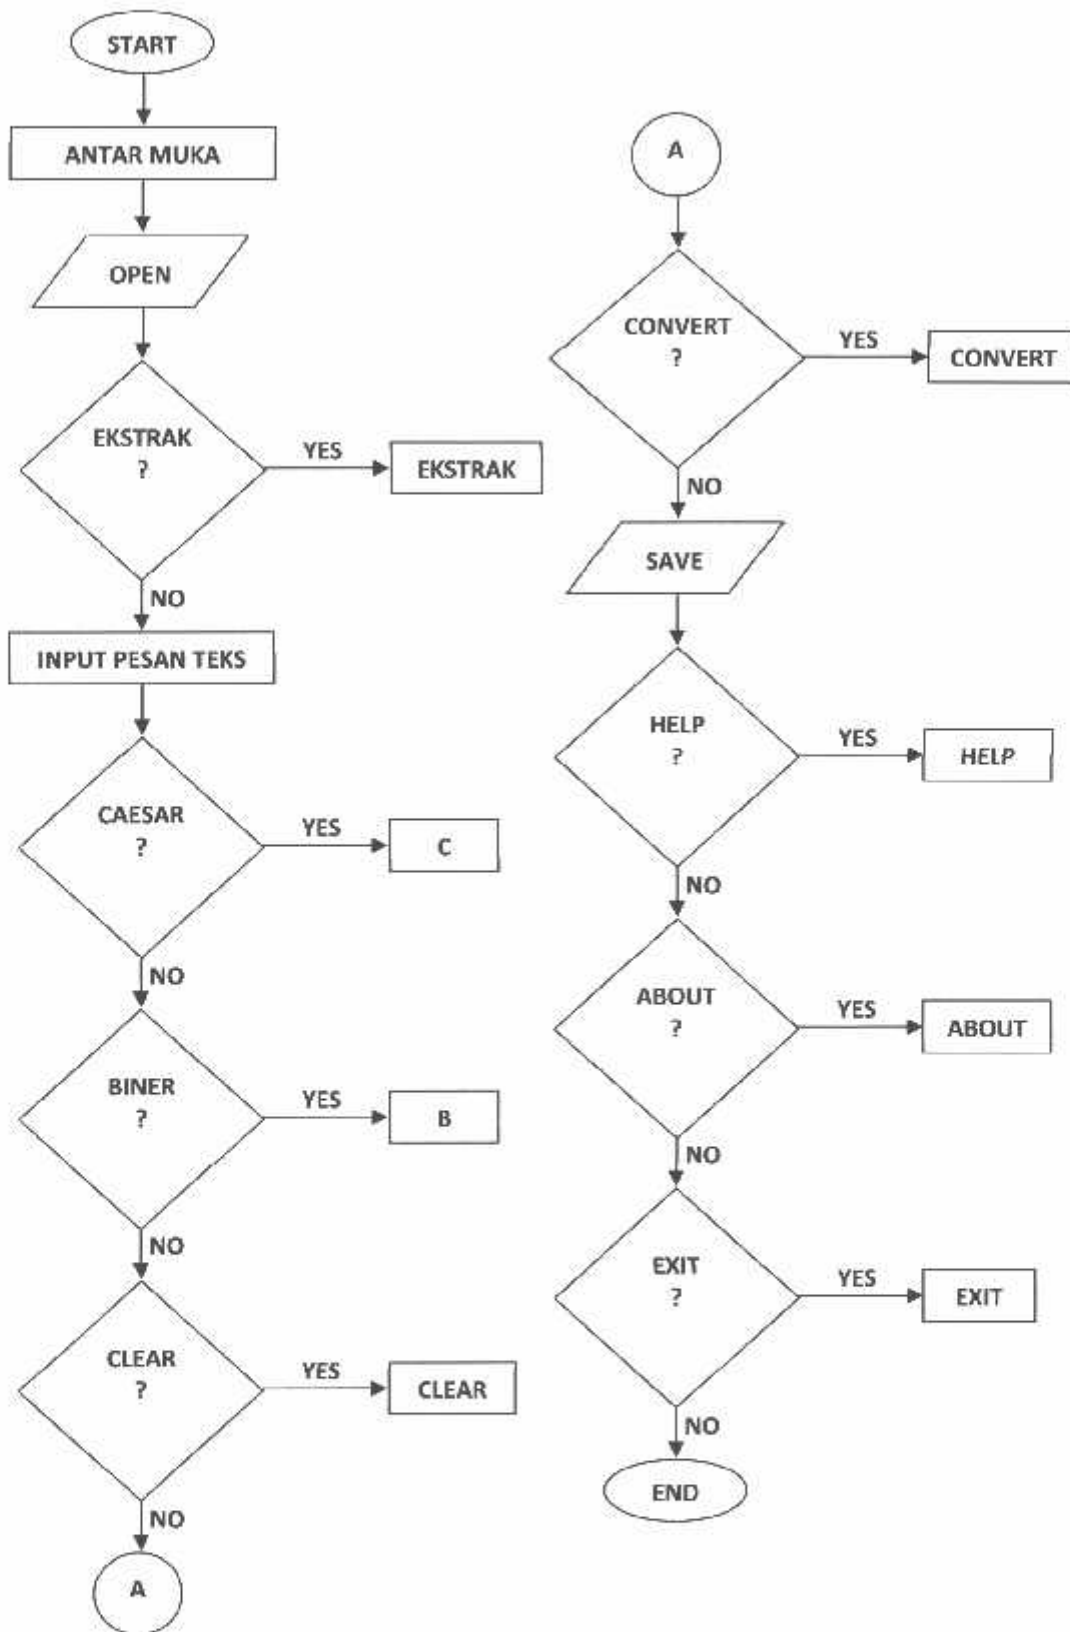 START
ANTAR MUKA
OPEN
EKSTRAK
?
YES
EKSTRAK
NO
INPUT PESAN TEKS
CAESAR
?
YES
C
NO
BINER
?
YES
B
NO
CLEAR
?
YES
CLEAR
NO
A
A
CONVERT
?
YES
CONVERT
NO
SAVE
HELP
?
YES
HELP
NO
ABOUT
?
YES
ABOUT
NO
EXIT
?
YES
EXIT
NO
END